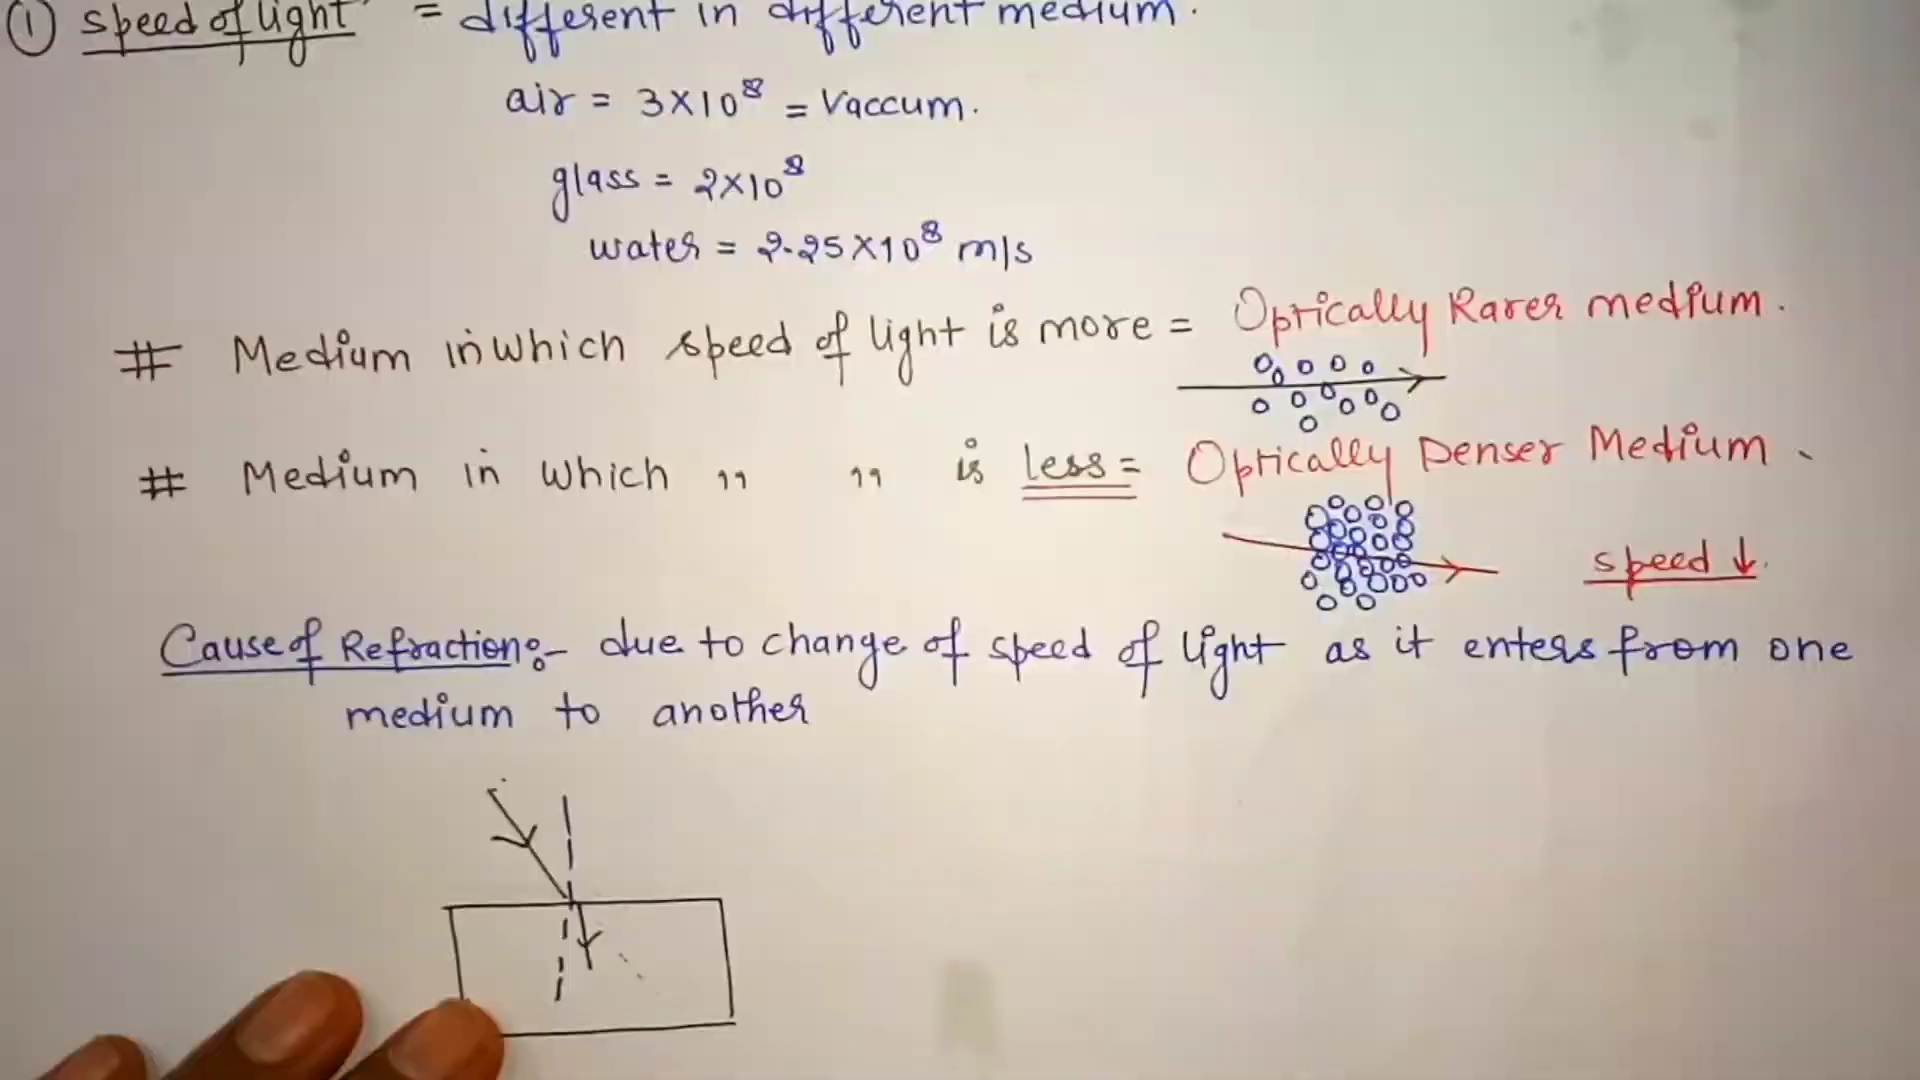 ① speed of light = different in different medium.
air = 3×10⁸ = Vaccum.
glass = 2×10⁸
water = 2.25×10⁸ m/s
# Medium in which speed of light is more = Optically Rarer medium.
# Medium in which ,, ,, is less = Optically Denser Medium.
speed ↓.
Cause of Refraction:- due to change of speed of light as it enters from one
medium to another